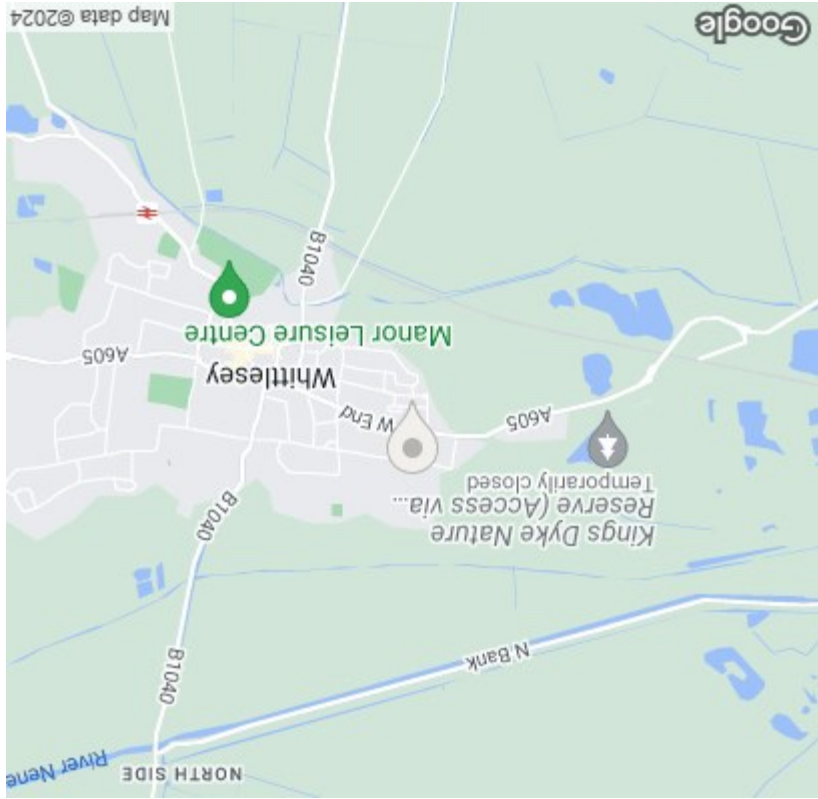 NORTH SIDE
River Nene
B1040
N Bank
B1040
Kings Dyke Nature
Reserve (Access via...
Temporarily closed
A605
W End
Whittlesey
A605
Manor Leisure Centre
B1040
Google
Map data ©2024